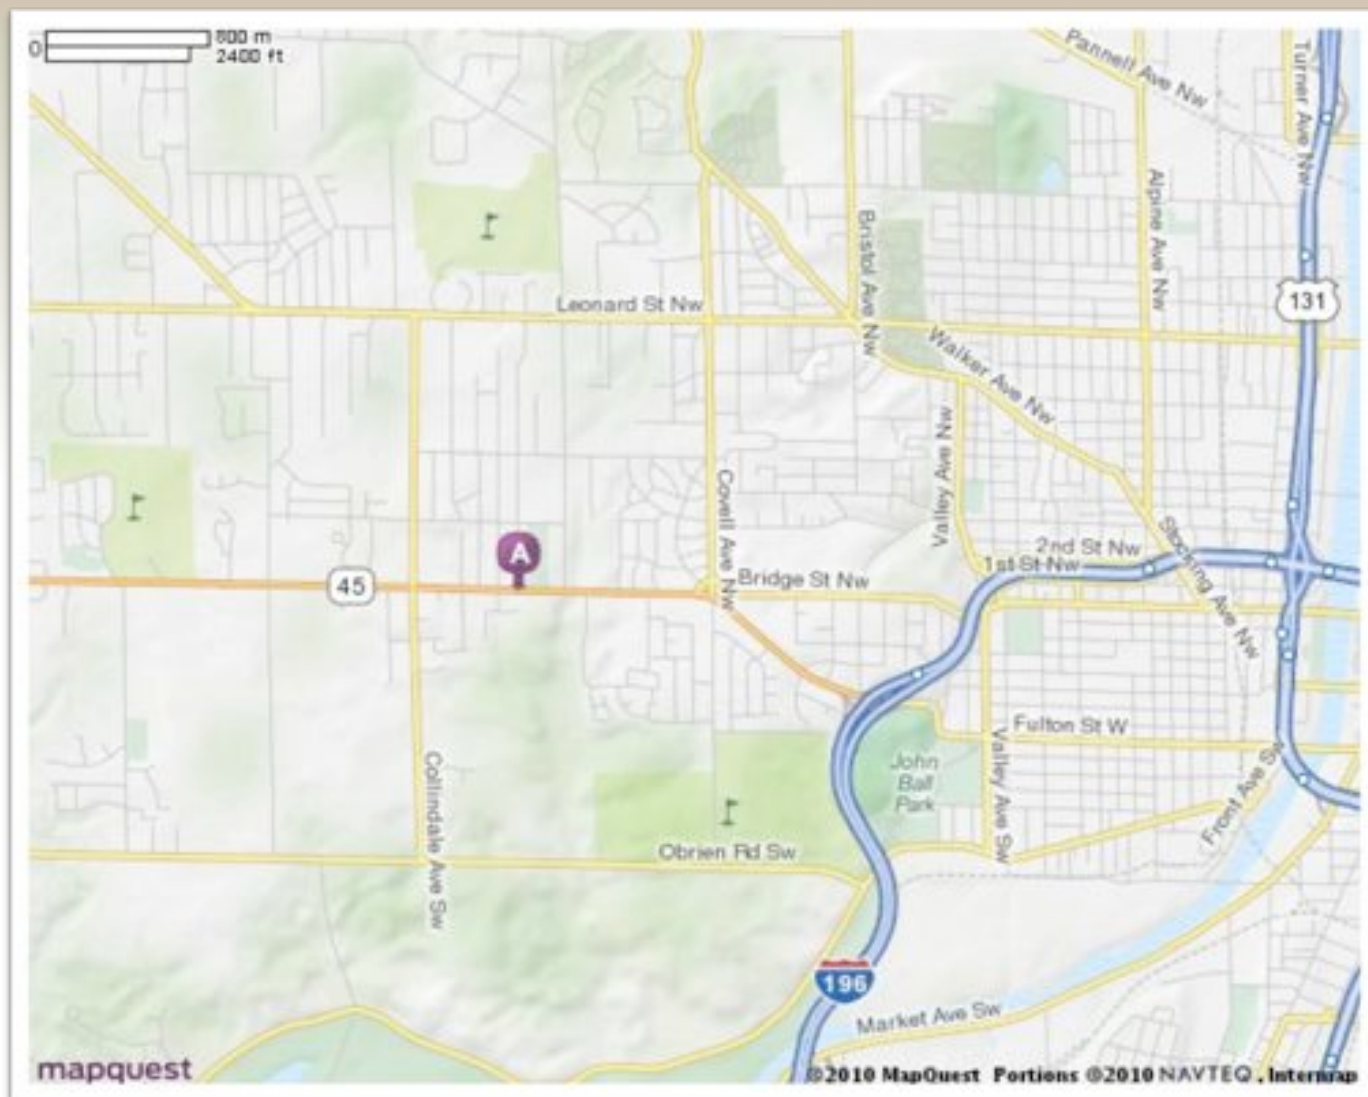 0
800 m
2400 ft
Pannell Ave Nw
Turner Ave Nw
Alpine Ave Nw
Bristol Ave Nw
131
Leonard St Nw
Walker Ave Nw
Valley Ave Nw
Covell Ave Nw
Stocking Ave Nw
2nd St Nw
1st St Nw
A
45
Bridge St Nw
Fulton St W
Valley Ave Sw
John
Ball
Park
Front Ave Sw
Collindale Ave Sw
Obrien Rd Sw
196
Market Ave Sw
mapquest
©2010 MapQuest Portions ©2010 NAVTEQ , Intermap